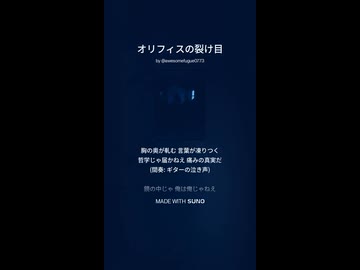 オリフィスの裂け目
by @awesomefugue0773
胸の奥が軋む 言葉が凍りつく
哲学じゃ届かねえ 痛みの真実だ
(間奏: ギターの泣き声)
闇の中じゃ 俺は俺じゃねえ
MADE WITH SUNO